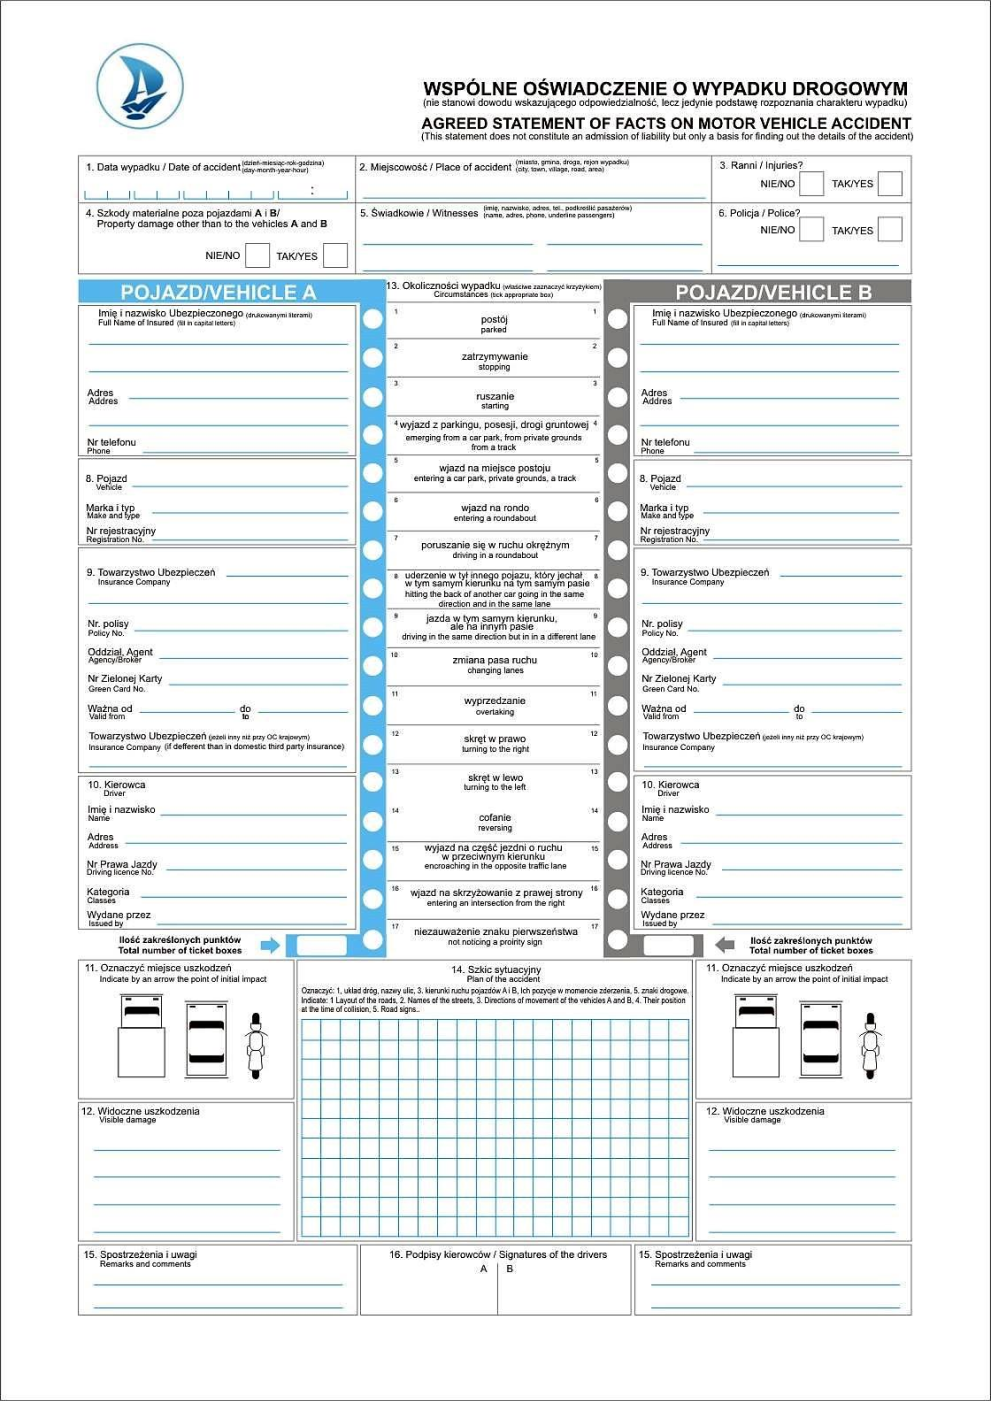 WSPÓLNE OŚWIADCZENIE O WYPADKU DROGOWYM
(nie stanowi dowodu wskazującego odpowiedzialność, lecz jedynie podstawę rozpoznania charakteru wypadku)
AGREED STATEMENT OF FACTS ON MOTOR VEHICLE ACCIDENT
(This statement does not constitute an admission of liability but only a basis for finding out the details of the accident)
1. Data wypadku / Date of accident (dzień-miesiąc-rok-godzina)
(day-month-year-hour)
:
2. Miejscowość / Place of accident (miasto, gmina, droga, rejon wypadku)
(city, town, village, road, area)
3. Ranni / Injuries?
NIE/NO TAK/YES
4. Szkody materialne poza pojazdami A i B/
Property damage other than to the vehicles A and B
NIE/NO TAK/YES
5. Świadkowie / Witnesses (imię, nazwisko, adres, tel., podkreślić pasażerów)
(name, adres, phone, underline passengers)
6. Policja / Police?
NIE/NO TAK/YES
POJAZD/VEHICLE A
Imię i nazwisko Ubezpieczonego (drukowanymi literami)
Full Name of Insured (fill in capital letters)
Adres
Addres
Nr telefonu
Phone
8. Pojazd
Vehicle
Marka i typ
Make and type
Nr rejestracyjny
Registration No.
9. Towarzystwo Ubezpieczeń
Insurance Company
Nr. polisy
Policy No.
Oddział, Agent
Agency/Broker
Nr Zielonej Karty
Green Card No.
Ważna od do
Valid from to
Towarzystwo Ubezpieczeń (jeżeli inny niż przy OC krajowym)
Insurance Company (if defferent than in domestic third party insurance)
10. Kierowca
Driver
Imię i nazwisko
Name
Adres
Address
Nr Prawa Jazdy
Driving licence No.
Kategoria
Classes
Wydane przez
Issued by
Ilość zakreślonych punktów
Total number of ticket boxes
13. Okoliczności wypadku (właściwe zaznaczyć krzyżykiem)
Circumstances (tick appropriate box)
1 postój 1
parked
2 zatrzymywanie 2
stopping
3 ruszanie 3
starting
4 wyjazd z parkingu, posesji, drogi gruntowej 4
emerging from a car park, from private grounds
from a track
5 wjazd na miejsce postoju 5
entering a car park, private grounds, a track
6 wjazd na rondo 6
entering a roundabout
7 poruszanie się w ruchu okrężnym 7
driving in a roundabout
8 uderzenie w tył innego pojazu, który jechał 8
w tym samym kierunku na tym samym pasie
hitting the back of another car going in the same
direction and in the same lane
9 jazda w tym samym kierunku, 9
ale na innym pasie
driving in the same direction but in in a different lane
10 zmiana pasa ruchu 10
changing lanes
11 wyprzedzanie 11
overtaking
12 skręt w prawo 12
turning to the right
13 skręt w lewo 13
turning to the left
14 cofanie 14
reversing
15 wyjazd na część jezdni o ruchu 15
w przeciwnym kierunku
encroaching in the opposite traffic lane
16 wjazd na skrzyżowanie z prawej strony 16
entering an intersection from the right
17 niezauważenie znaku pierwszeństwa 17
not noticing a proirity sign
POJAZD/VEHICLE B
Imię i nazwisko Ubezpieczonego (drukowanymi literami)
Full Name of Insured (fill in capital letters)
Adres
Addres
Nr telefonu
Phone
8. Pojazd
Vehicle
Marka i typ
Make and type
Nr rejestracyjny
Registration No.
9. Towarzystwo Ubezpieczeń
Insurance Company
Nr. polisy
Policy No.
Oddział, Agent
Agency/Broker
Nr Zielonej Karty
Green Card No.
Ważna od do
Valid from to
Towarzystwo Ubezpieczeń (jeżeli inny niż przy OC krajowym)
Insurance Company
10. Kierowca
Driver
Imię i nazwisko
Name
Adres
Address
Nr Prawa Jazdy
Driving licence No.
Kategoria
Classes
Wydane przez
Issued by
Ilość zakreślonych punktów
Total number of ticket boxes
11. Oznaczyć miejsce uszkodzeń
Indicate by an arrow the point of initial impact
12. Widoczne uszkodzenia
Visible damage
14. Szkic sytuacyjny
Plan of the accident
Oznaczyć: 1, układ dróg, nazwy ulic, 3. kierunki ruchu pojazdów A i B, Ich pozycje w momencie zderzenia, 5. znaki drogowe.
Indicate: 1 Layout of the roads, 2. Names of the streets, 3. Directions of movement of the vehicles A and B, 4. Their position
at the time of collision, 5. Road signs..
11. Oznaczyć miejsce uszkodzeń
Indicate by an arrow the point of initial impact
12. Widoczne uszkodzenia
Visible damage
15. Spostrzeżenia i uwagi
Remarks and comments
16. Podpisy kierowców / Signatures of the drivers
A B
15. Spostrzeżenia i uwagi
Remarks and comments